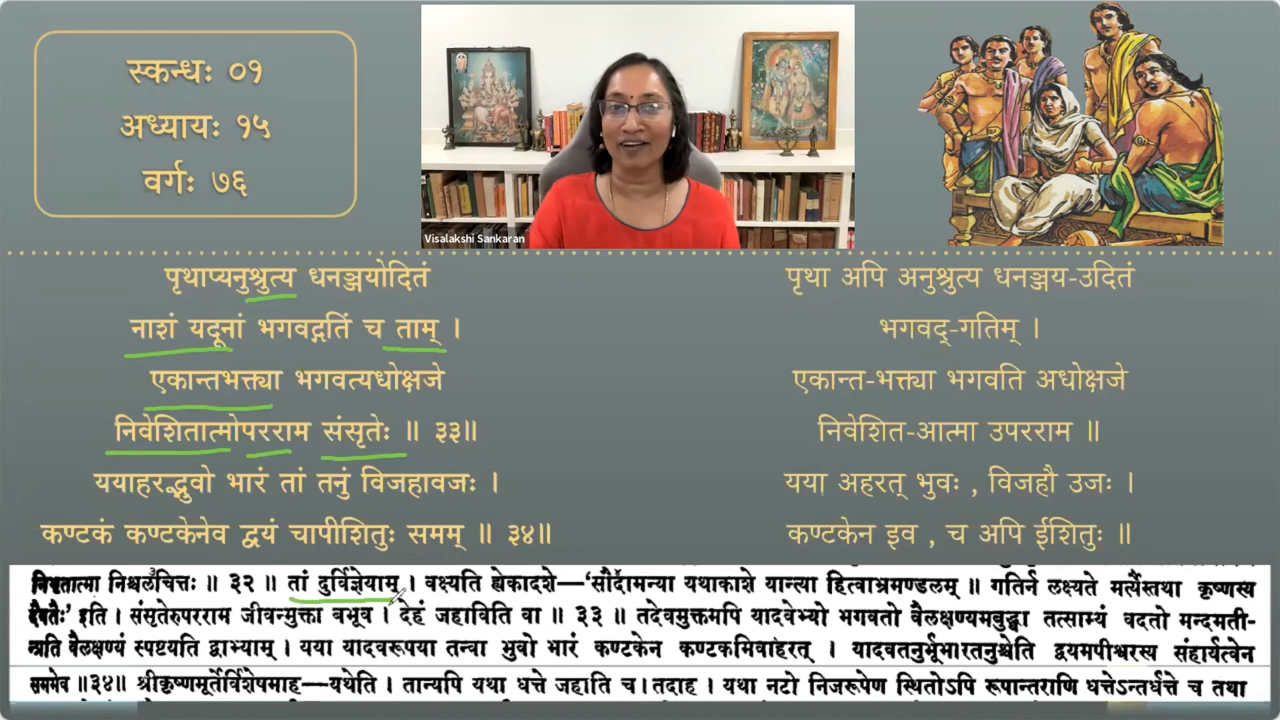 स्कन्धः ०१
अध्यायः १५
वर्गः ७६
Visalakshi Sankaran
पृथाप्यनुश्रुत्य धनञ्जयोदितं
नाशं यदूनां भगवद्गतिं च ताम् ।
एकान्तभक्त्या भगवत्यधोक्षजे
निवेशितात्मोपरराम संसृतेः ॥ ३३॥
ययाहरद्भुवो भारं तां तनुं विजहावजः ।
कण्टकं कण्टकेनेव द्वयं चापीशितुः समम् ॥ ३४॥
पृथा अपि अनुश्रुत्य धनञ्जय-उदितं
भगवद्-गतिम् ।
एकान्त-भक्त्या भगवति अधोक्षजे
निवेशित-आत्मा उपरराम ॥
यया अहरत् भुवः , विजहौ उजः ।
कण्टकेन इव , च अपि ईशितुः ॥
निश्चलचित्तः ॥ ३२ ॥ तां दुर्विज्ञेयाम् । वक्ष्यति ह्येकादशे—‘सौर्दामन्या यथाकाशे यान्त्या हित्वाभ्रमण्डलम् ॥ गतिर्न लक्ष्यते मर्त्यैस्तथा कृष्णस्य
दैवतैः’ इति । संसृतेरुपरराम जीवन्मुक्ता बभूव । देहं जहाविति वा ॥ ३३ ॥ तदेवमुक्तमपि यादवेभ्यो भगवतो वैलक्षण्यमबुद्ध्वा तत्साम्यं वदतो मन्दमती-
न्प्रति वैलक्षण्यं स्पष्टयति द्वाभ्याम् । यया यादवरूपया तन्वा भुवो भारं कण्टकेन कण्टकमिवाहरत् । यादवतनुर्भूभारतनुश्चेति द्वयमपीश्वरस्य संहार्यत्वेन
सममेव ॥३४॥ श्रीकृष्णमूर्तेर्विशेषमाह—यथेति । तान्यपि यथा धत्ते जहाति च । तदाह । यथा नटो निजरूपेण स्थितोऽपि रूपान्तराणि धत्तेऽन्तर्धत्ते च तथा